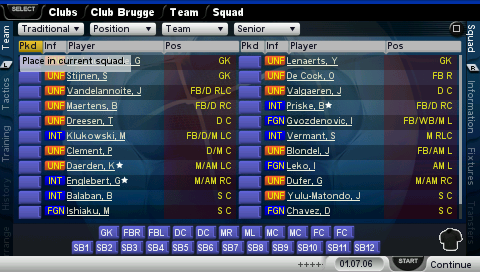 SELECT Clubs Club Brugge Team Squad
Traditional Position Team Senior
Pkd Inf Player Pos Inf Player Pos
Place in current squad. G GK
UNF Lenaerts, Y GK
UNF Stijnen, S GK
UNF De Cook, O FB R
UNF Vandelannoite, J FB/D RLC
UNF Valgaeren, J D C
UNF Maertens, B FB/D RC
INT Priske, B★ FB/D RC
UNF Dreesen, T D C
FGN Gvozdenovic, I FB/WB/M L
INT Klukowski, M FB/D/M LC
INT Vermant, S M RLC
UNF Clement, P D/M C
UNF Blondel, J FB/AM RL
UNF Daerden, K★ M/AM LC
FGN Leko, I AM L
INT Englebert, G★ M/AM RC
UNF Dufer, G M/AM RC
INT Balaban, B S C
UNF Yulu-Matondo, J S C
FGN Ishiaku, M S C
FGN Chavez, D S C
GK FBR FBL DC DC MR ML MC MC FC FC
SB1 SB2 SB3 SB4 SB5 SB6 SB7 SB8 SB9 SB10 SB11 SB12
+++++ 01.07.06 START Continue
L
Team
Tactics
Training
History
R
Squad
Information
Fixtures
Transfers